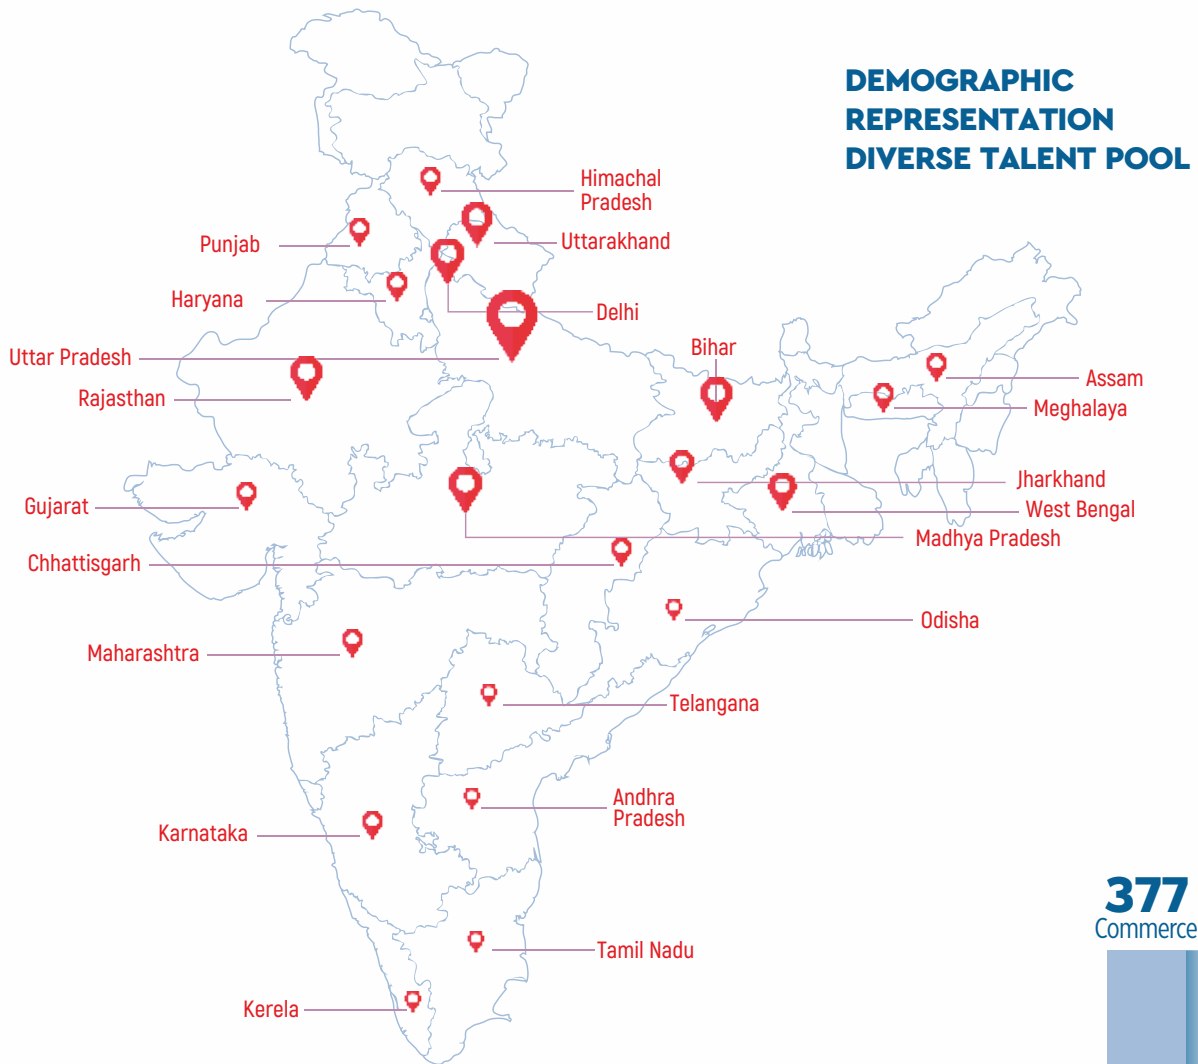 DEMOGRAPHIC
REPRESENTATION
DIVERSE TALENT POOL
Himachal
Pradesh
Punjab
Uttarakhand
Haryana
Delhi
Uttar Pradesh
Bihar
Rajasthan
Assam
Meghalaya
Gujarat
Jharkhand
West Bengal
Chhattisgarh
Madhya Pradesh
Odisha
Maharashtra
Telangana
Andhra
Pradesh
Karnataka
377
Commerce
Tamil Nadu
Kerela